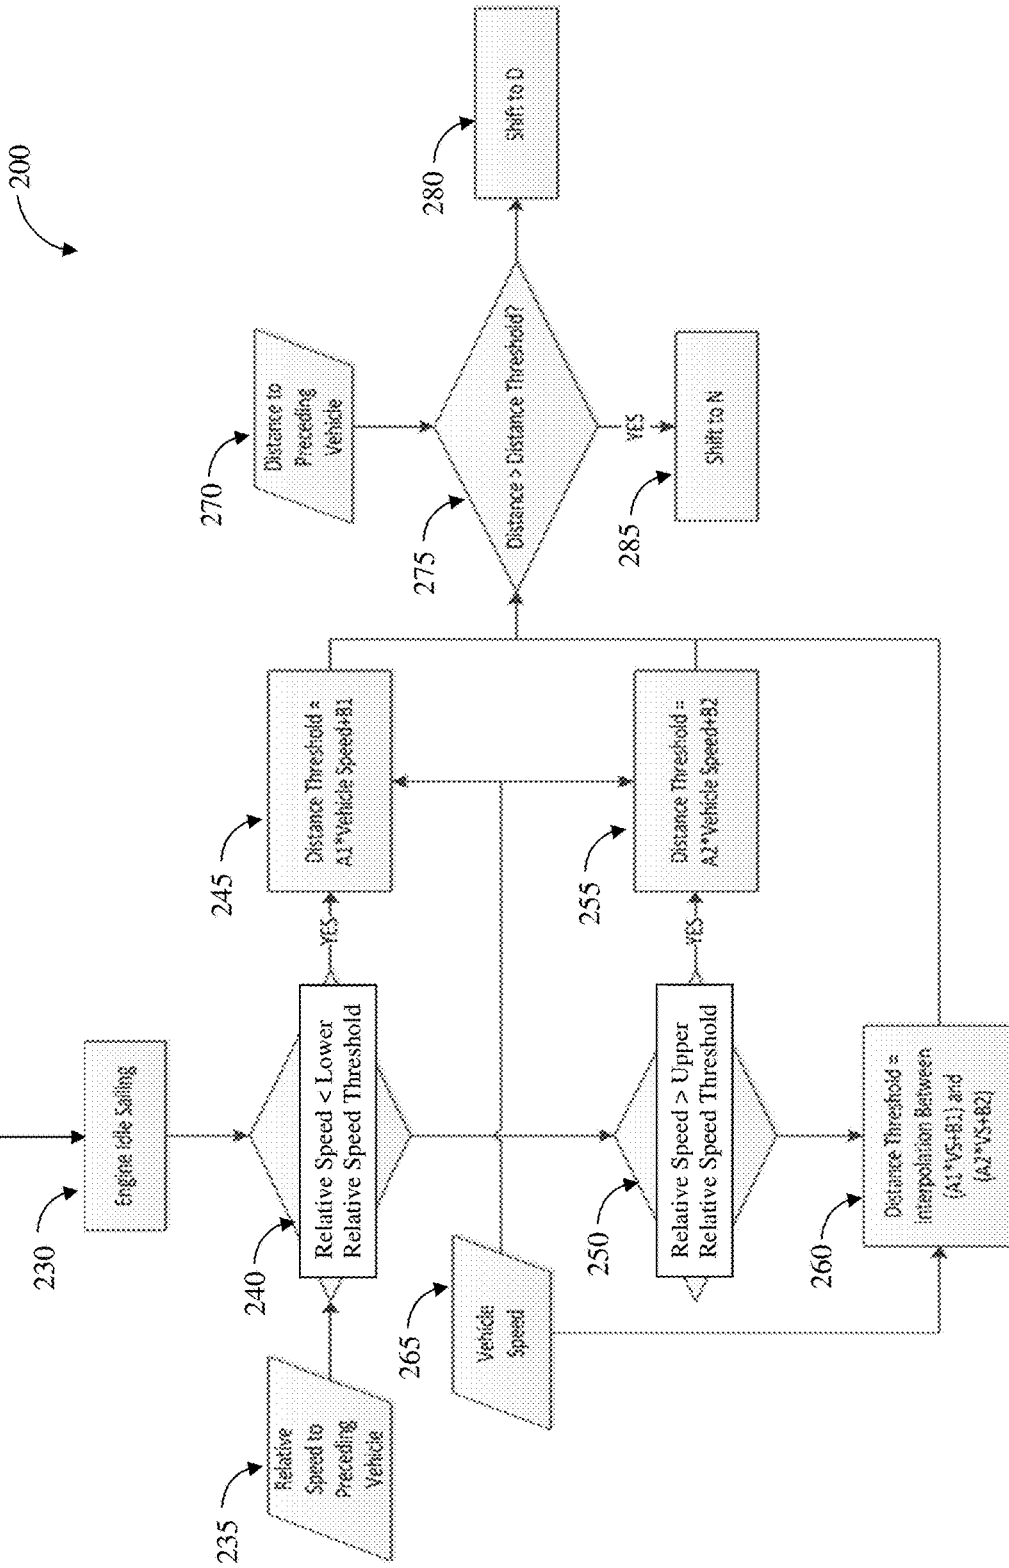 200
230
Engine Idle Sailing
235
Relative
Speed to
Preceding
Vehicle
240
Relative Speed < Lower
Relative Speed Threshold
YES
245
Distance Threshold =
A1*Vehicle Speed+B1
265
Vehicle
Speed
250
Relative Speed > Upper
Relative Speed Threshold
YES
255
Distance Threshold =
A2*Vehicle Speed+B2
260
Distance Threshold =
Interpolation Between
(A1*VS+B1) and
(A2*VS+B2)
270
Distance to
Preceding
Vehicle
275
Distance > Distance Threshold?
YES
280
Shift to D
285
Shift to N